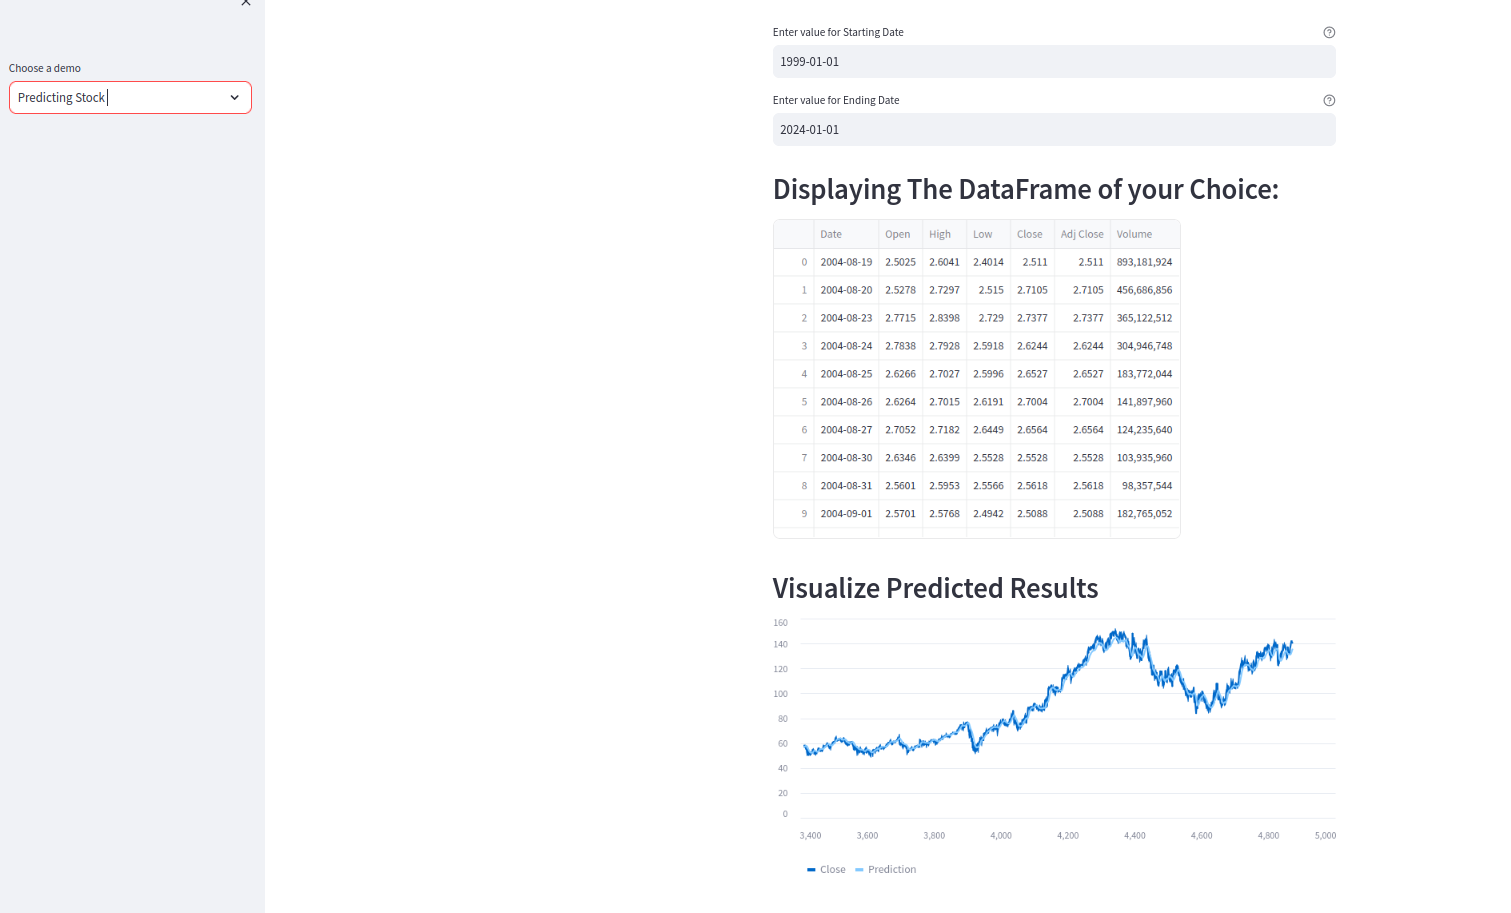 Choose a demo
Predicting Stock
Enter value for Starting Date
1999-01-01
Enter value for Ending Date
2024-01-01
Displaying The DataFrame of your Choice:
Date Open High Low Close Adj Close Volume
0 2004-08-19 2.5025 2.6041 2.4014 2.511 2.511 893,181,924
1 2004-08-20 2.5278 2.7297 2.515 2.7105 2.7105 456,686,856
2 2004-08-23 2.7715 2.8398 2.729 2.7377 2.7377 365,122,512
3 2004-08-24 2.7838 2.7928 2.5918 2.6244 2.6244 304,946,748
4 2004-08-25 2.6266 2.7027 2.5996 2.6527 2.6527 183,772,044
5 2004-08-26 2.6264 2.7015 2.6191 2.7004 2.7004 141,897,960
6 2004-08-27 2.7052 2.7182 2.6449 2.6564 2.6564 124,235,640
7 2004-08-30 2.6346 2.6399 2.5528 2.5528 2.5528 103,935,960
8 2004-08-31 2.5601 2.5953 2.5566 2.5618 2.5618 98,357,544
9 2004-09-01 2.5701 2.5768 2.4942 2.5088 2.5088 182,765,052
Visualize Predicted Results
160
140
120
100
80
60
40
20
0
3,400 3,600 3,800 4,000 4,200 4,400 4,600 4,800 5,000
Close Prediction